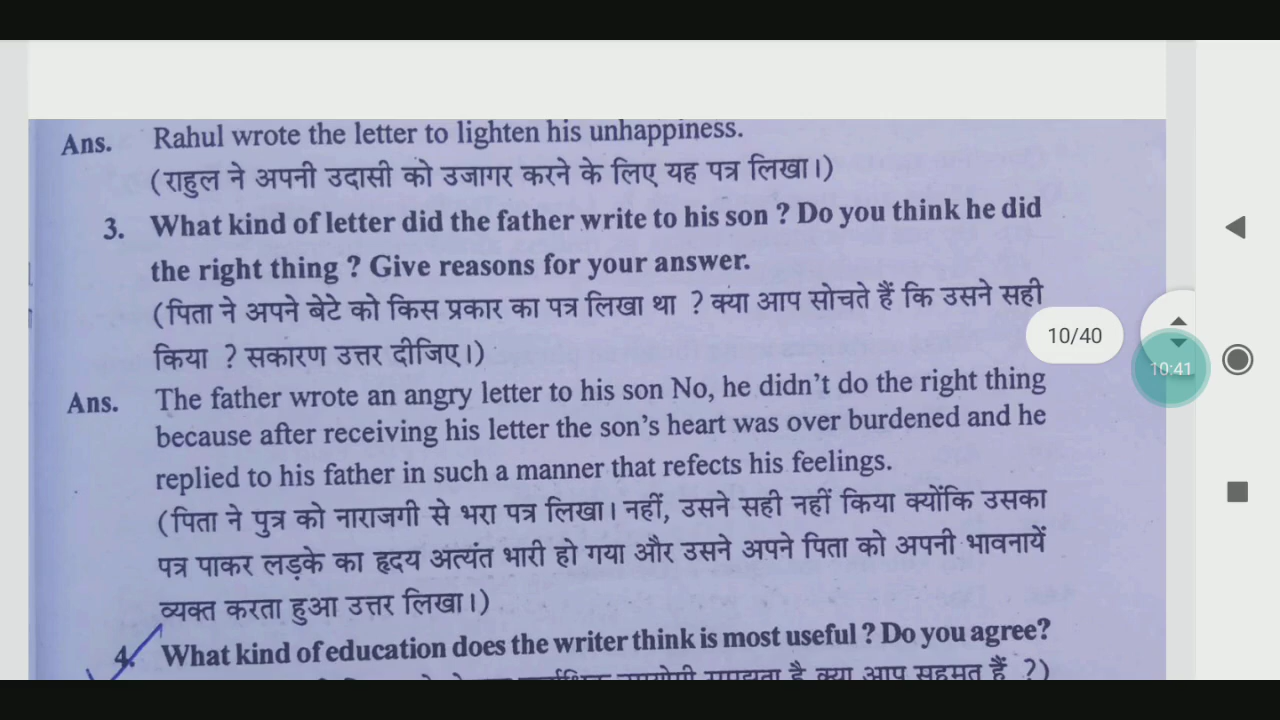 Ans. Rahul wrote the letter to lighten his unhappiness.
(राहुल ने अपनी उदासी को उजागर करने के लिए यह पत्र लिखा।)
3. What kind of letter did the father write to his son ? Do you think he did
the right thing ? Give reasons for your answer.
(पिता ने अपने बेटे को किस प्रकार का पत्र लिखा था ? क्या आप सोचते हैं कि उसने सही
किया ? सकारण उत्तर दीजिए।)
10/40
10:41
Ans. The father wrote an angry letter to his son No, he didn't do the right thing
because after receiving his letter the son's heart was over burdened and he
replied to his father in such a manner that refects his feelings.
(पिता ने पुत्र को नाराजगी से भरा पत्र लिखा। नहीं, उसने सही नहीं किया क्योंकि उसका
पत्र पाकर लड़के का हृदय अत्यंत भारी हो गया और उसने अपने पिता को अपनी भावनायें
व्यक्त करता हुआ उत्तर लिखा।)
4. What kind of education does the writer think is most useful ? Do you agree?
समझता है क्या आप सहमत हैं ?)